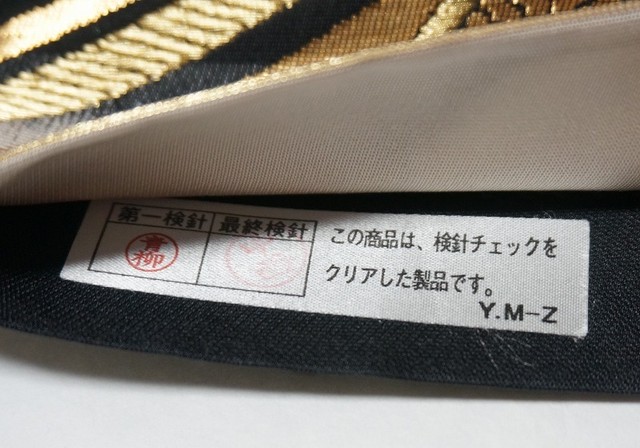 第一検針 最終検針
青柳
この商品は、検針チェックを
クリアした製品です。
Y.M-Z